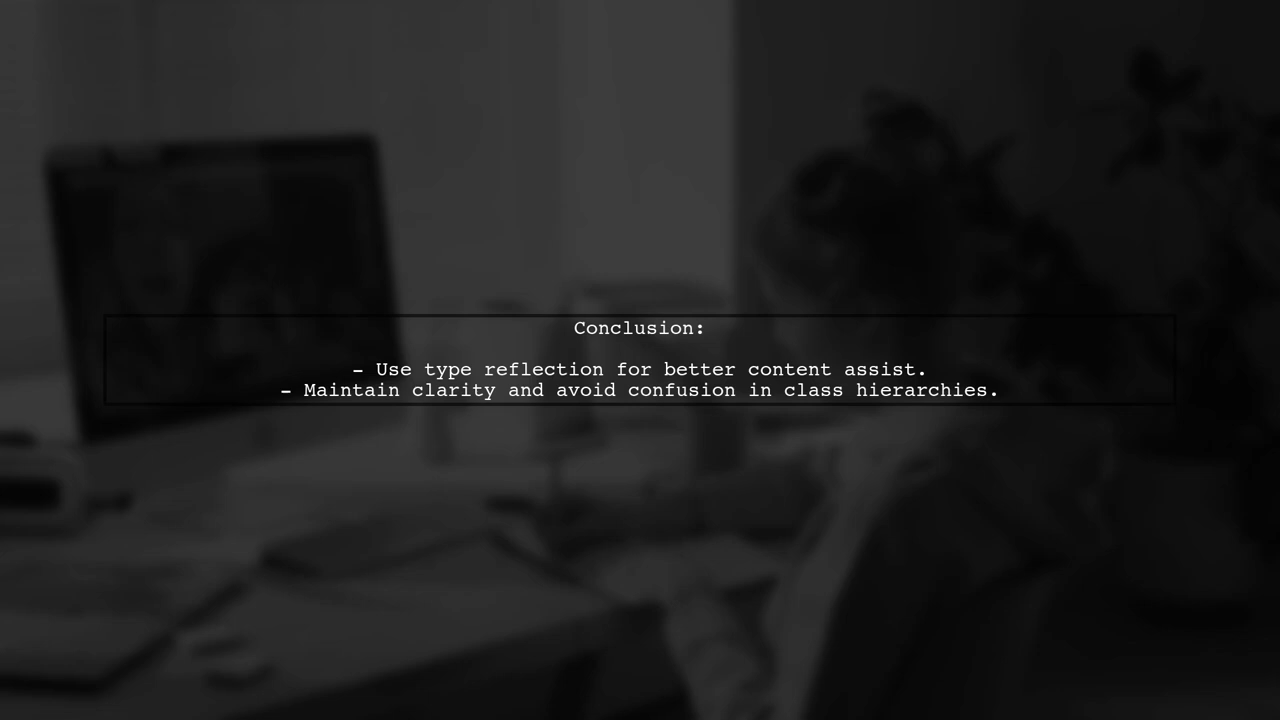 Conclusion:
- Use type reflection for better content assist.
- Maintain clarity and avoid confusion in class hierarchies.